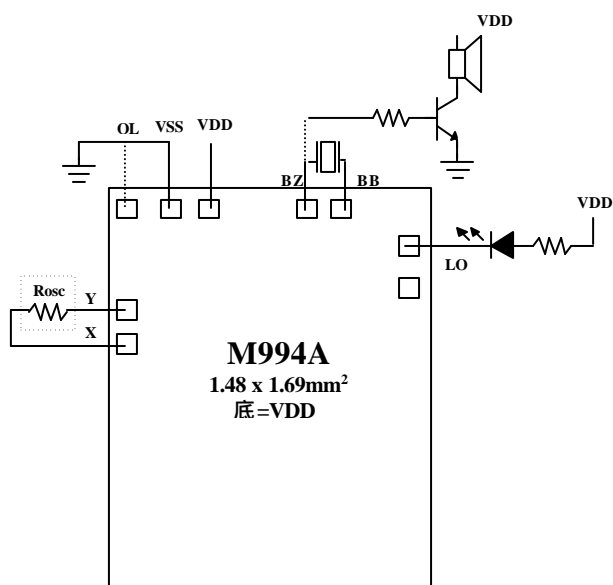 VDD
OL VSS VDD
BZ BB
VDD
LO
Rosc
Y
X
M994A
1.48 x 1.69mm²
底=VDD